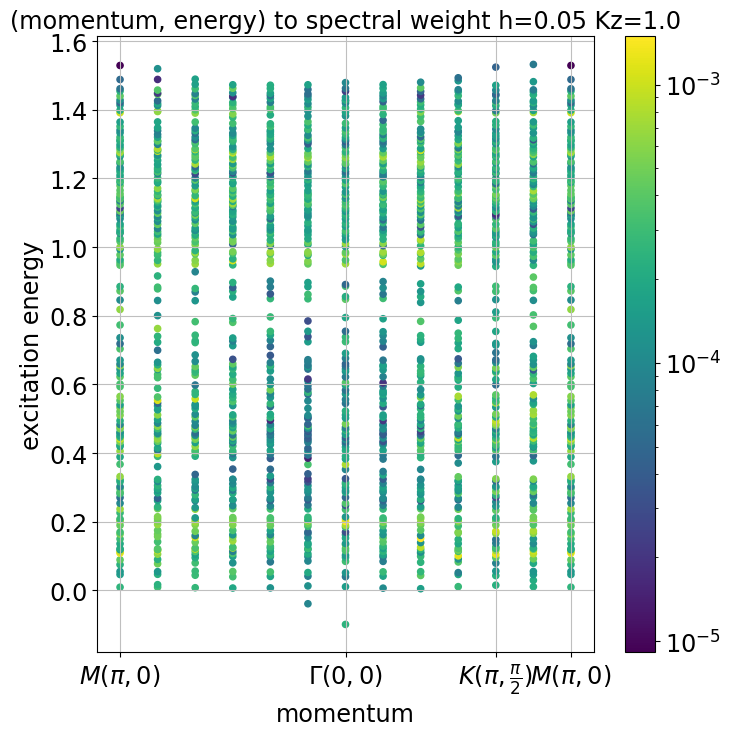 (momentum, energy) to spectral weight h=0.05 Kz=1.0
excitation energy
1.6
1.4
1.2
1.0
0.8
0.6
0.4
0.2
0.0
10⁻³
10⁻⁴
10⁻⁵
M(π, 0)
Γ(0, 0)
K(π, π/2)
M(π, 0)
momentum